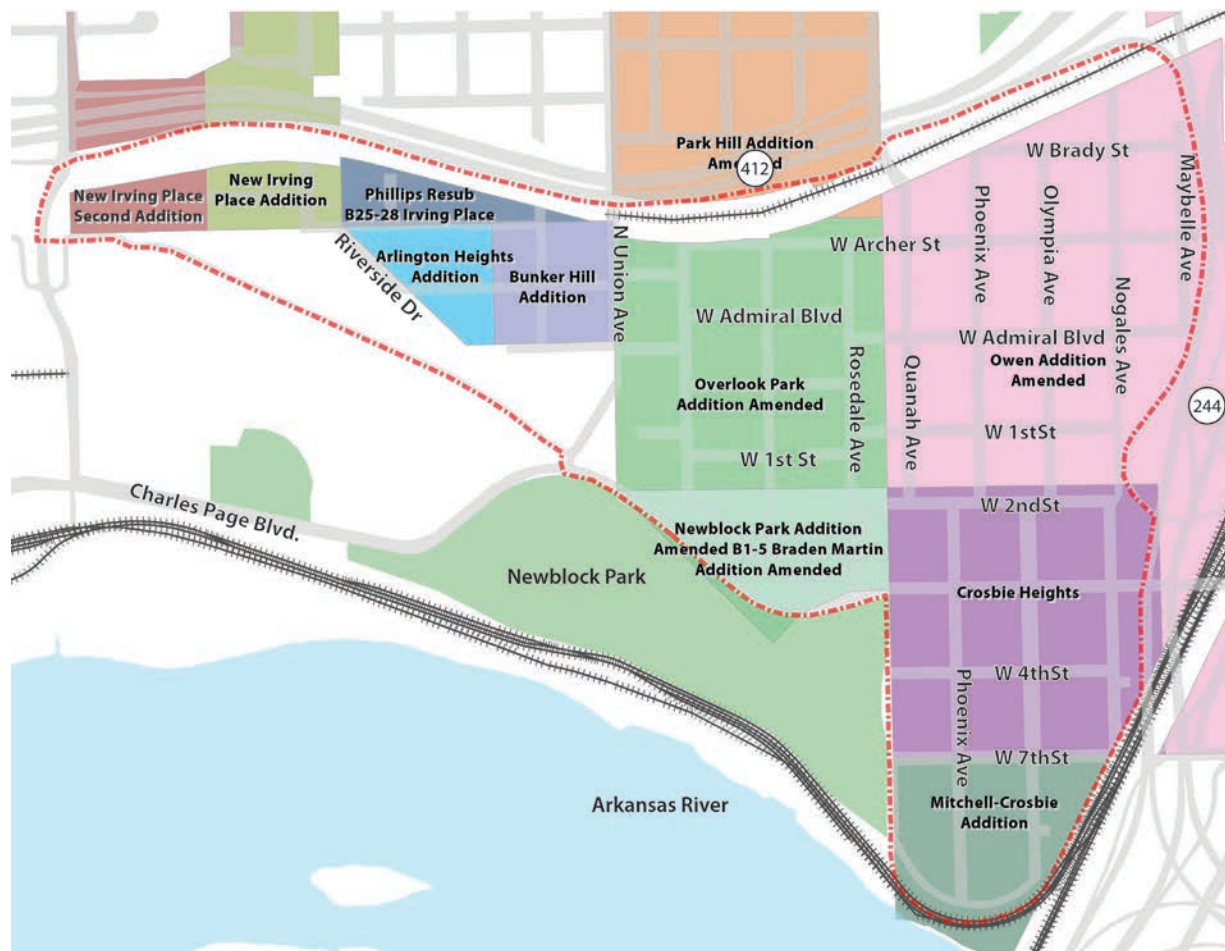 Park Hill Addition
Amended
412
W Brady St
Maybelle Ave
New Irving Place
Second Addition
New Irving
Place Addition
Phillips Resub
B25-28 Irving Place
Riverside Dr
Arlington Heights
Addition
Bunker Hill
Addition
N Union Ave
W Archer St
Phoenix Ave
Olympia Ave
Nogales Ave
W Admiral Blvd
W Admiral Blvd
Owen Addition
Amended
Overlook Park
Addition Amended
Rosedale Ave
Quanah Ave
244
W 1st St
W 1stSt
Charles Page Blvd.
W 2ndSt
Newblock Park Addition
Amended B1-5 Braden Martin
Addition Amended
Newblock Park
Crosbie Heights
W 4thSt
Phoenix Ave
W 7thSt
Arkansas River
Mitchell-Crosbie
Addition